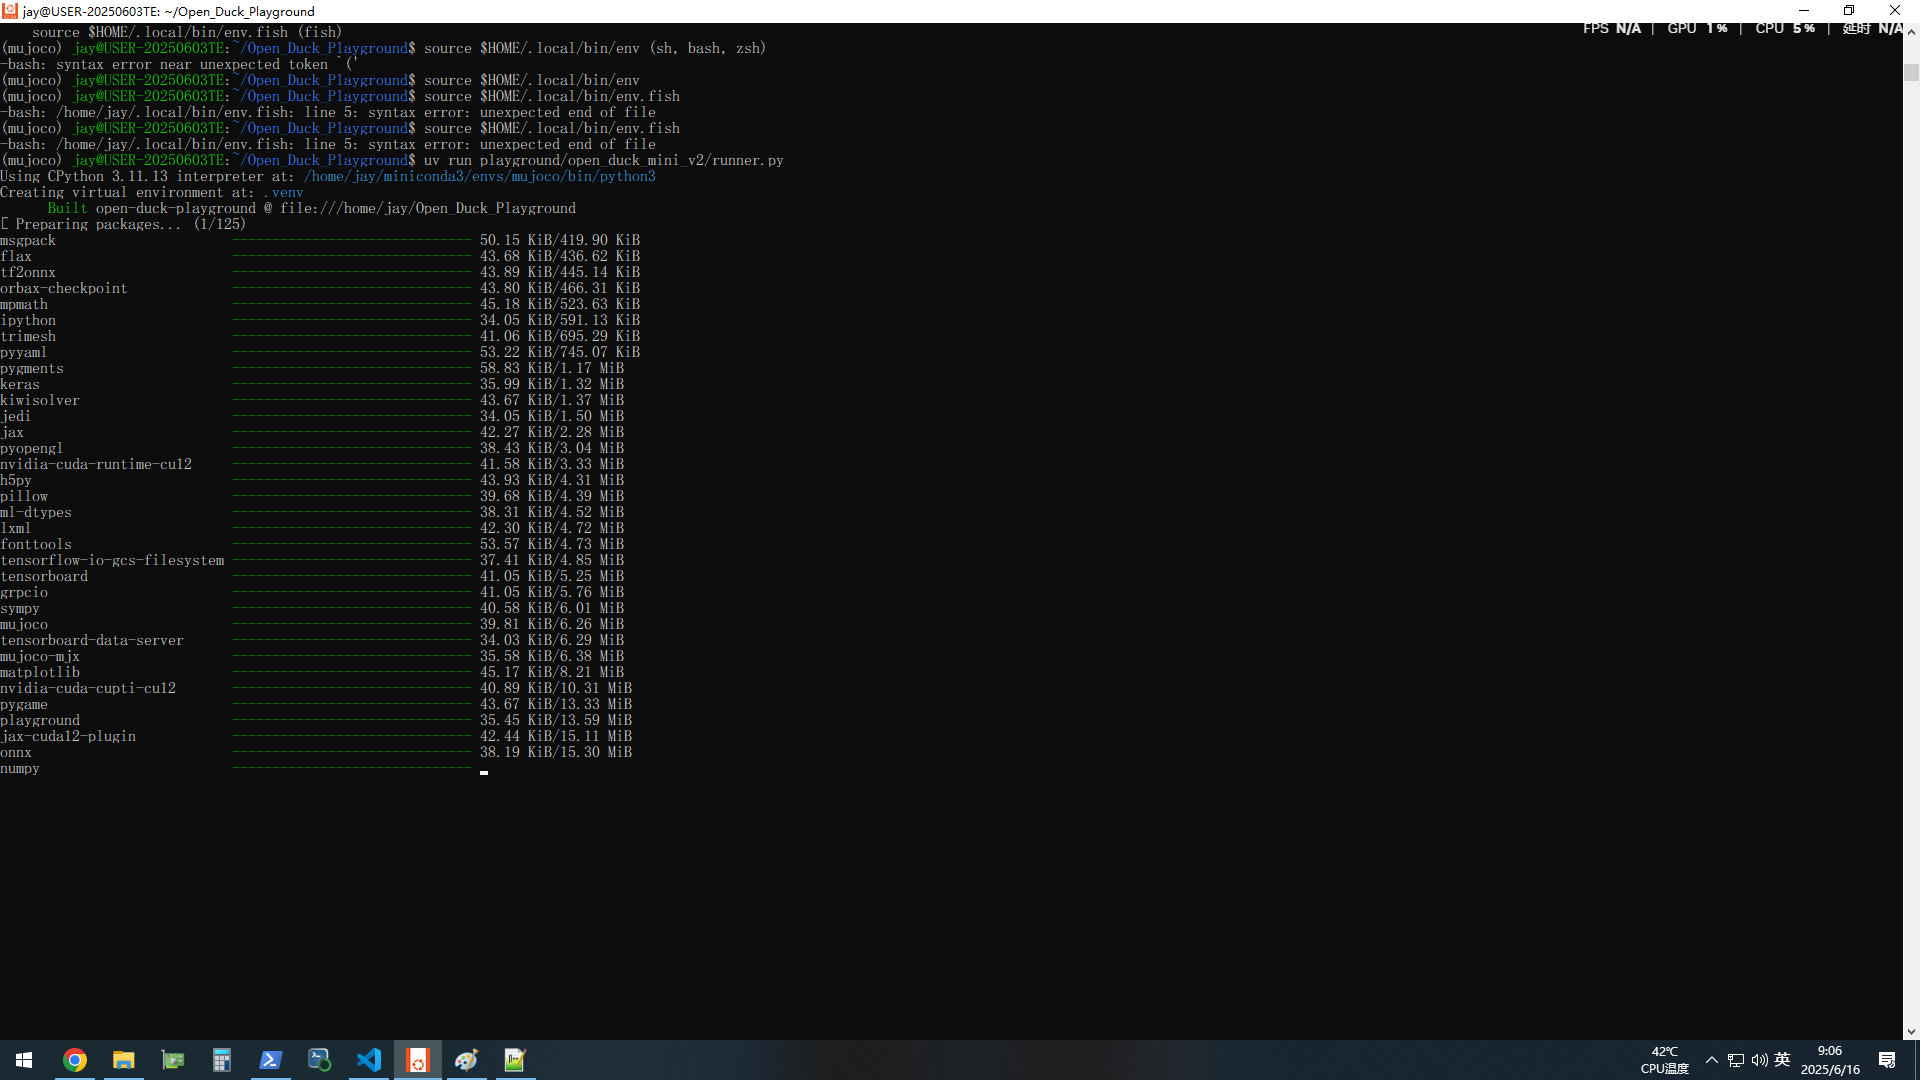 jay@USER-20250603TE: ~/Open_Duck_Playground
FPS N/A | GPU 1% | CPU 5% | 延时 N/A
source $HOME/.local/bin/env.fish (fish)
(mujoco) jay@USER-20250603TE:~/Open_Duck_Playground$ source $HOME/.local/bin/env (sh, bash, zsh)
-bash: syntax error near unexpected token `('
(mujoco) jay@USER-20250603TE:~/Open_Duck_Playground$ source $HOME/.local/bin/env
(mujoco) jay@USER-20250603TE:~/Open_Duck_Playground$ source $HOME/.local/bin/env.fish
-bash: /home/jay/.local/bin/env.fish: line 5: syntax error: unexpected end of file
(mujoco) jay@USER-20250603TE:~/Open_Duck_Playground$ source $HOME/.local/bin/env.fish
-bash: /home/jay/.local/bin/env.fish: line 5: syntax error: unexpected end of file
(mujoco) jay@USER-20250603TE:~/Open_Duck_Playground$ uv run playground/open_duck_mini_v2/runner.py
Using CPython 3.11.13 interpreter at: /home/jay/miniconda3/envs/mujoco/bin/python3
Creating virtual environment at: .venv
Built open-duck-playground @ file:///home/jay/Open_Duck_Playground
[ Preparing packages... (1/125)
msgpack ------------------------------ 50.15 KiB/419.90 KiB
flax ------------------------------ 43.68 KiB/436.62 KiB
tf2onnx ------------------------------ 43.89 KiB/445.14 KiB
orbax-checkpoint ------------------------------ 43.80 KiB/466.31 KiB
mpmath ------------------------------ 45.18 KiB/523.63 KiB
ipython ------------------------------ 34.05 KiB/591.13 KiB
trimesh ------------------------------ 41.06 KiB/695.29 KiB
pyyaml ------------------------------ 53.22 KiB/745.07 KiB
pygments ------------------------------ 58.83 KiB/1.17 MiB
keras ------------------------------ 35.99 KiB/1.32 MiB
kiwisolver ------------------------------ 43.67 KiB/1.37 MiB
jedi ------------------------------ 34.05 KiB/1.50 MiB
jax ------------------------------ 42.27 KiB/2.28 MiB
pyopengl ------------------------------ 38.43 KiB/3.04 MiB
nvidia-cuda-runtime-cu12 ------------------------------ 41.58 KiB/3.33 MiB
h5py ------------------------------ 43.93 KiB/4.31 MiB
pillow ------------------------------ 39.68 KiB/4.39 MiB
ml-dtypes ------------------------------ 38.31 KiB/4.52 MiB
lxml ------------------------------ 42.30 KiB/4.72 MiB
fonttools ------------------------------ 53.57 KiB/4.73 MiB
tensorflow-io-gcs-filesystem ------------------------------ 37.41 KiB/4.85 MiB
tensorboard ------------------------------ 41.05 KiB/5.25 MiB
grpcio ------------------------------ 41.05 KiB/5.76 MiB
sympy ------------------------------ 40.58 KiB/6.01 MiB
mujoco ------------------------------ 39.81 KiB/6.26 MiB
tensorboard-data-server ------------------------------ 34.03 KiB/6.29 MiB
mujoco-mjx ------------------------------ 35.58 KiB/6.38 MiB
matplotlib ------------------------------ 45.17 KiB/8.21 MiB
nvidia-cuda-cupti-cu12 ------------------------------ 40.89 KiB/10.31 MiB
pygame ------------------------------ 43.67 KiB/13.33 MiB
playground ------------------------------ 35.45 KiB/13.59 MiB
jax-cuda12-plugin ------------------------------ 42.44 KiB/15.11 MiB
onnx ------------------------------ 38.19 KiB/15.30 MiB
numpy ------------------------------
42℃
CPU温度
英
9:06
2025/6/16